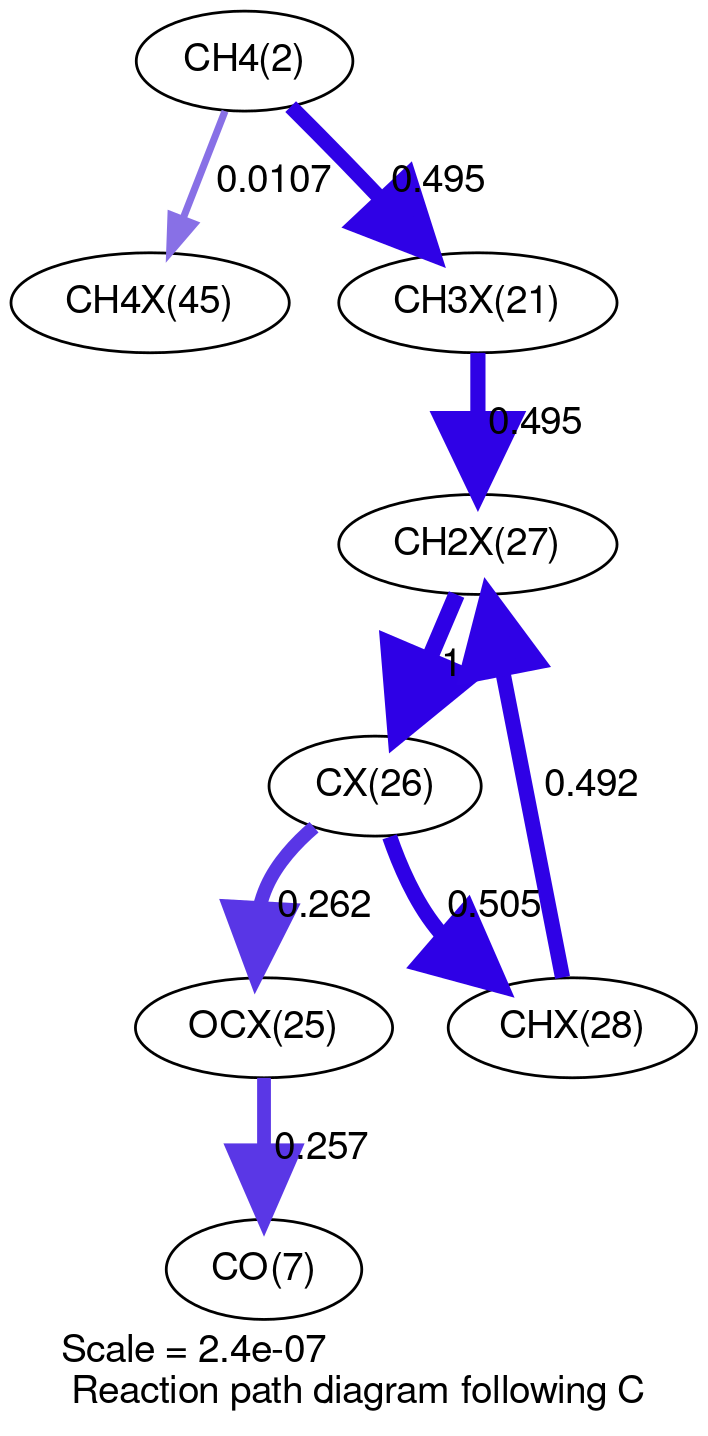 CH4(2)
0.0107
0.495
CH4X(45)
CH3X(21)
0.495
CH2X(27)
1
CX(26)
0.492
0.262
0.505
OCX(25)
CHX(28)
0.257
CO(7)
Scale = 2.4e-07
Reaction path diagram following C